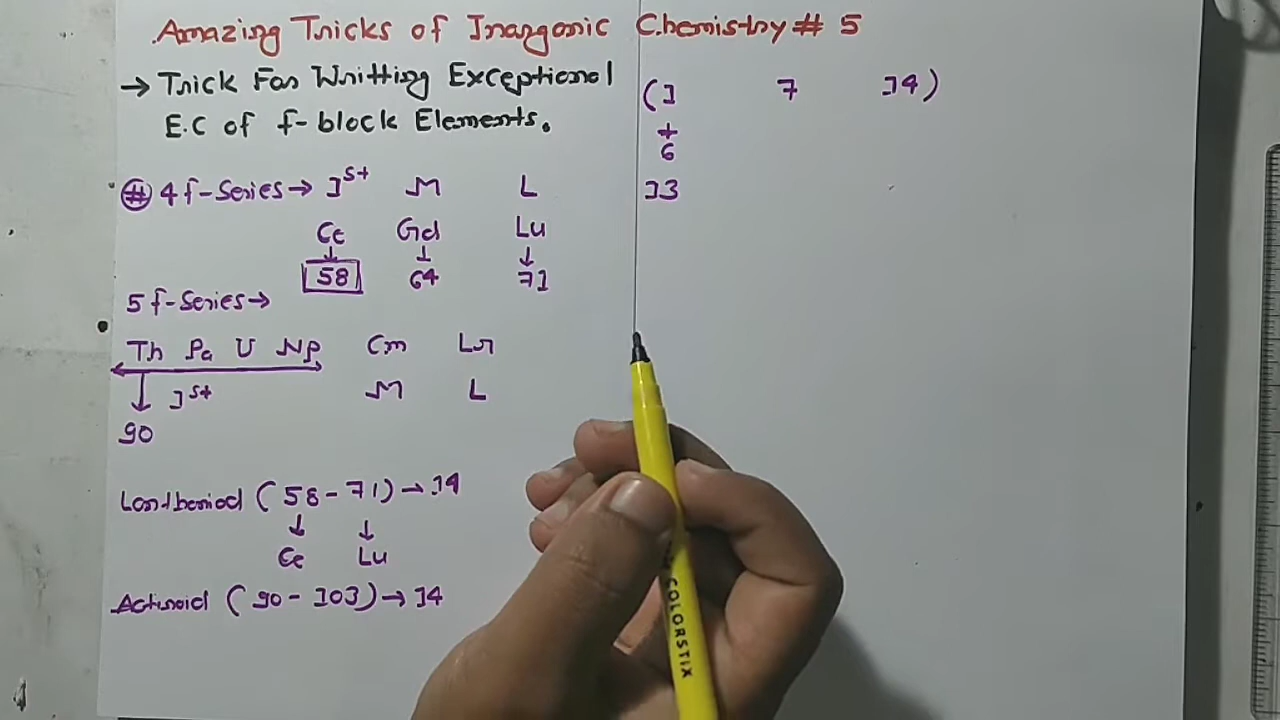 Amazing Tricks of Inorganic Chemistry # 5
→ Trick For Writting Exceptional
E.C of f-block Elements.
# 4f-Series → 1st M L
Ce Gd Lu
↓ ↓ ↓
58 64 71
5f-Series →
Th Pa U Np Cm Lr
↓ 1st M L
90
Lanthanoid (58-71) → 14
↓ ↓
Ce Lu
Actinoid (90-103) → 14
(1 7 14)
+
6
13
COLORSTIX